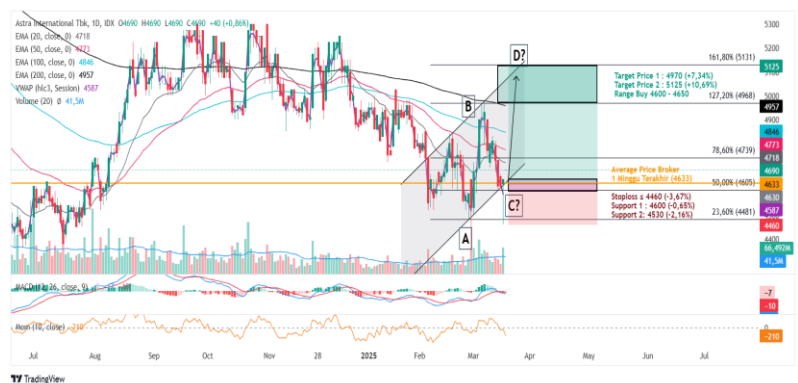 Astra International Tbk, 1D, IDX O4690 H4690 L4690 C4690 +40 (+0,86%)
EMA (20, close, 0) 4718
EMA (50, close, 0) 4773
EMA (100, close, 0) 4846
EMA (200, close, 0) 4957
VWAP (hlc3, Session) 4587
Volume (20) 0 41,5M
D?
161,80% (5131)
Target Price 1 : 4970 (+7,34%)
Target Price 2 : 5125 (+10,69%)
Range Buy 4600 - 4650
B
127,20% (4968)
78,60% (4739)
Average Price Broker
1 Minggu Terakhir (4633)
50,00% (4605)
C?
Stoploss ≤ 4460 (-3,67%)
Support 1 : 4600 (-0,65%)
Support 2: 4530 (-2,16%)
23,60% (4481)
A
5300
5200
5125
5100
4957
4900
4846
4773
4718
4690
4633
4630
4587
4460
4400
66,492M
41,5M
MACD (12, 26, close, 9)
-7
-10
Mom (10, close) -210
0
-210
Jul
Aug
Sep
Oct
Nov
28
2025
Feb
Mar
Apr
May
Jun
Jul
TradingView